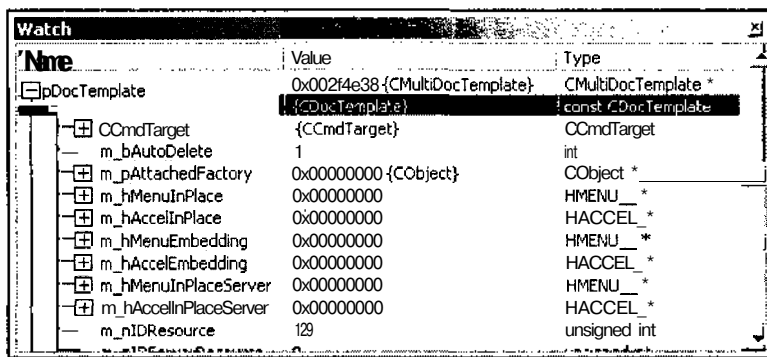 Watch
Name Value Type
pDocTemplate 0x002f4e38 {CMultiDocTemplate} CMultiDocTemplate *
{CDocTemplate} const CDocTemplate
CCmdTarget {CCmdTarget} CCmdTarget
m_bAutoDelete 1 int
m_pAttachedFactory 0x00000000 {CObject} CObject *
m_hMenuInPlace 0x00000000 HMENU__ *
m_hAccelInPlace 0x00000000 HACCEL_ *
m_hMenuEmbedding 0x00000000 HMENU__ *
m_hAccelEmbedding 0x00000000 HACCEL_ *
m_hMenuInPlaceServer 0x00000000 HMENU__ *
m_hAccelInPlaceServer 0x00000000 HACCEL_ *
m_nIDResource 129 unsigned int